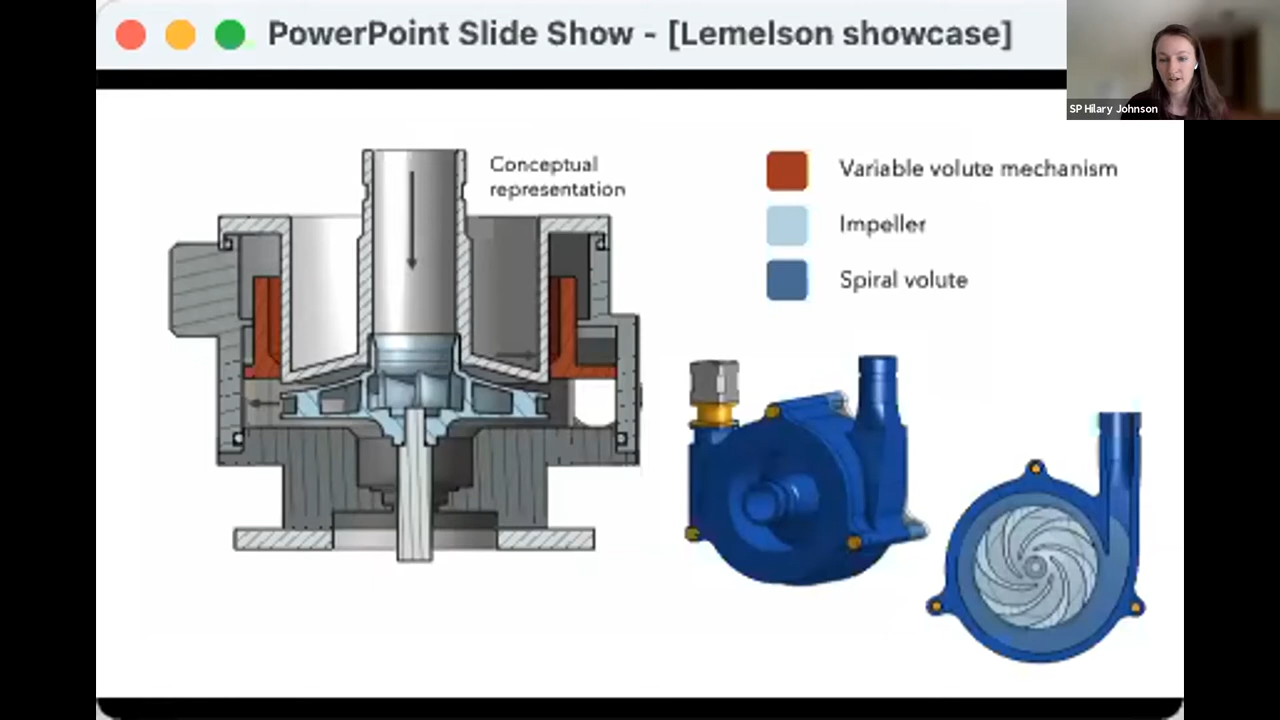 PowerPoint Slide Show - [Lemelson showcase]
SP Hilary Johnson
Conceptual
representation
Variable volute mechanism
Impeller
Spiral volute